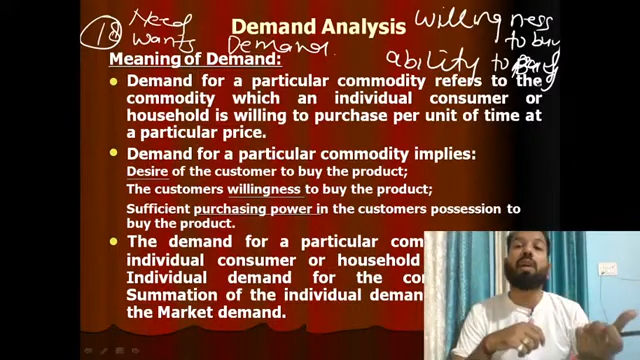 18
Need
wants
Demand.
willingness
to buy
ability to pay
Demand Analysis
Meaning of Demand:
Demand for a particular commodity refers to the
commodity which an individual consumer or
household is willing to purchase per unit of time at
a particular price.
Demand for a particular commodity implies:
Desire of the customer to buy the product;
The customers willingness to buy the product;
Sufficient purchasing power in the customers possession to
buy the product.
The demand for a particular com
individual consumer or household
Individual demand for the co
Summation of the individual deman
the Market demand.